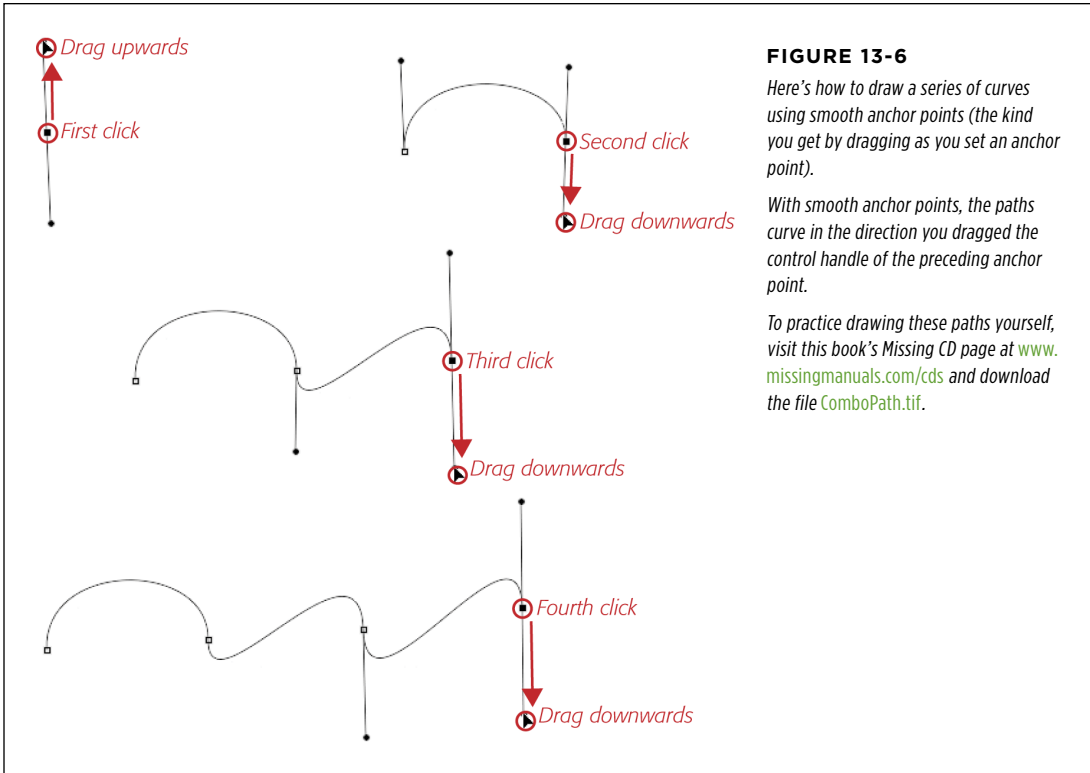 Drag upwards
First click
Second click
Drag downwards
Third click
Drag downwards
Fourth click
Drag downwards
FIGURE 13-6
Here's how to draw a series of curves
using smooth anchor points (the kind
you get by dragging as you set an anchor
point).
With smooth anchor points, the paths
curve in the direction you dragged the
control handle of the preceding anchor
point.
To practice drawing these paths yourself,
visit this book's Missing CD page at www.
missingmanuals.com/cds and download
the file ComboPath.tif.